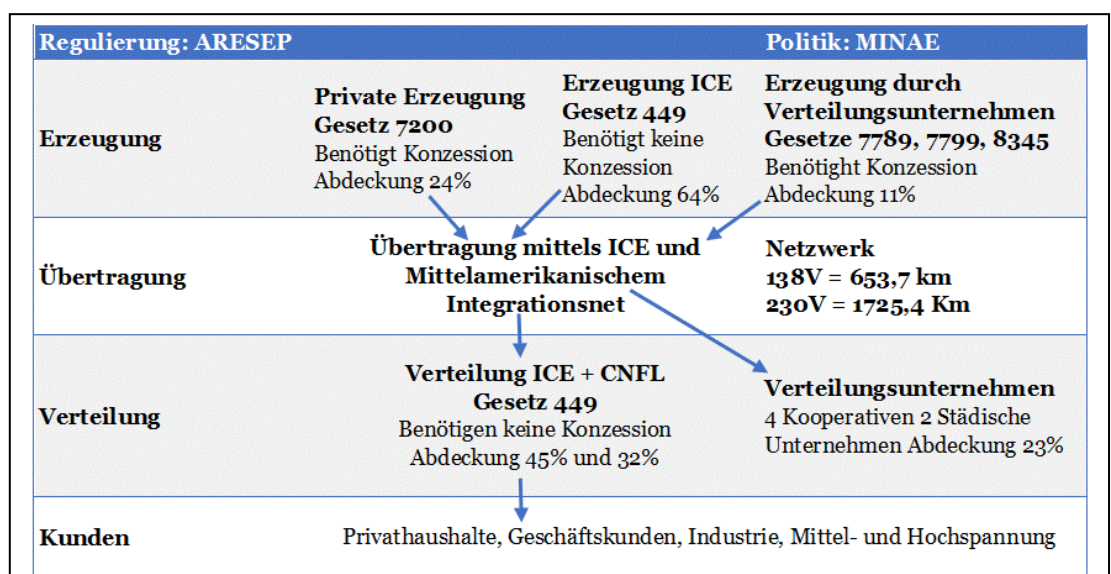 Regulierung: ARESEP
Politik: MINAE
Erzeugung
Private Erzeugung
Gesetz 7200
Benötigt Konzession
Abdeckung 24%
Erzeugung ICE
Gesetz 449
Benötigt keine
Konzession
Abdeckung 64%
Erzeugung durch
Verteilungsunternehmen
Gesetze 7789, 7799, 8345
Benötight Konzession
Abdeckung 11%
Übertragung
Übertragung mittels ICE und
Mittelamerikanischem
Integrationsnet
Netzwerk
138V = 653,7 km
230V = 1725,4 Km
Verteilung
Verteilung ICE + CNFL
Gesetz 449
Benötigen keine Konzession
Abdeckung 45% und 32%
Verteilungsunternehmen
4 Kooperativen 2 Städische
Unternehmen Abdeckung 23%
Kunden
Privathaushalte, Geschäftskunden, Industrie, Mittel- und Hochspannung